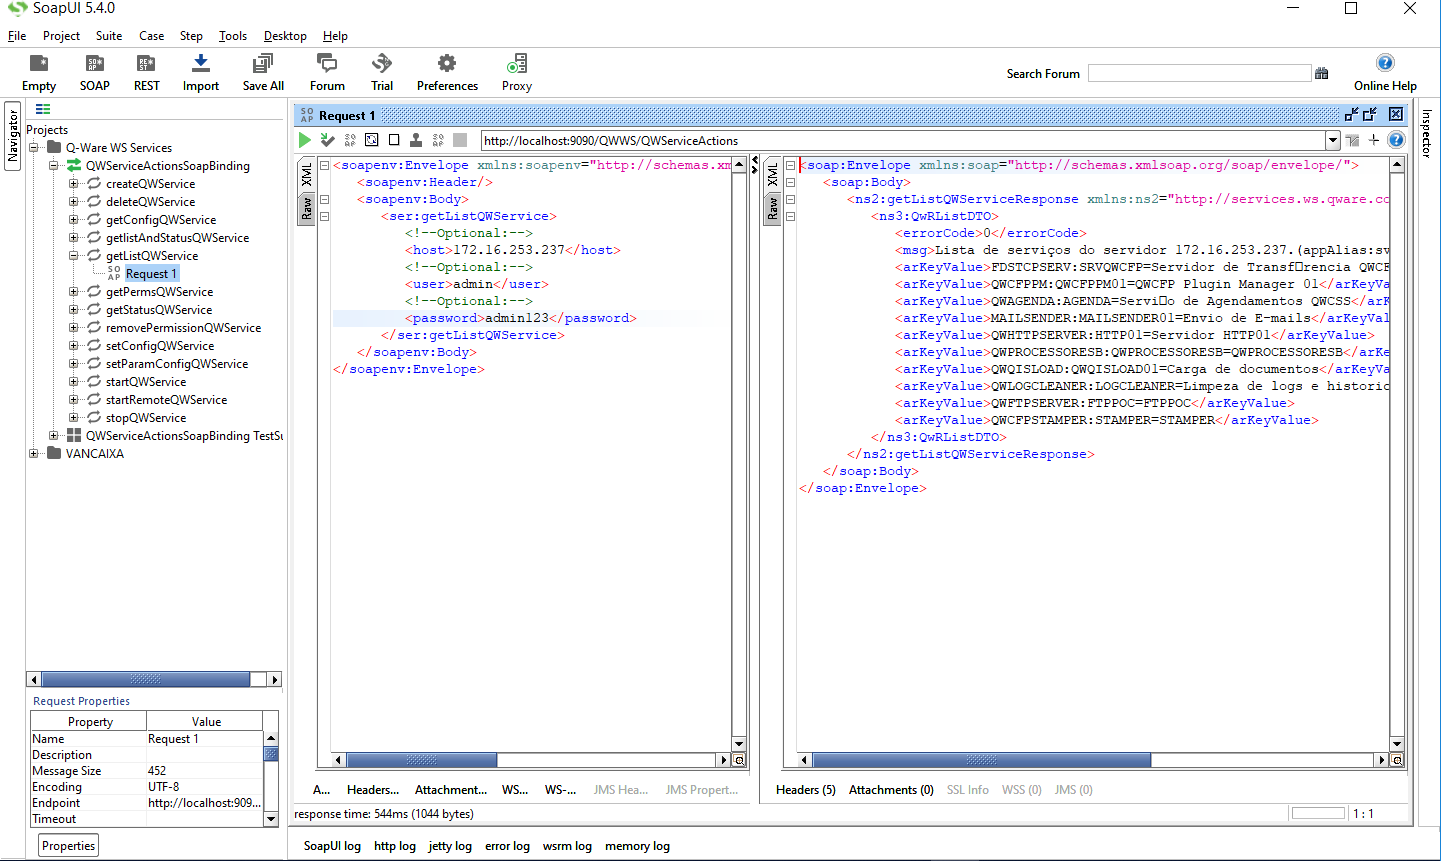 SoapUI 5.4.0
File Project Suite Case Step Tools Desktop Help
Empty SOAP REST Import Save All Forum Trial Preferences Proxy
Search Forum
Online Help
Navigator
Projects
Q-Ware WS Services
QWServiceActionsSoapBinding
createQWService
deleteQWService
getConfigQWService
getlistAndStatusQWService
getListQWService
Request 1
getPermsQWService
getStatusQWService
removePermissionQWService
setConfigQWService
setParamConfigQWService
startQWService
startRemoteQWService
stopQWService
QWServiceActionsSoapBinding TestSu
VANCAIXA
Request Properties
Property Value
Name Request 1
Description
Message Size 452
Encoding UTF-8
Endpoint http://localhost:909...
Timeout
Properties
Request 1
http://localhost:9090/QWWS/QWServiceActions
XML
Raw
<soapenv:Envelope xmlns:soapenv="http://schemas.xm
<soapenv:Header/>
<soapenv:Body>
<ser:getListQWService>
<!--Optional:-->
<host>172.16.253.237</host>
<!--Optional:-->
<user>admin</user>
<!--Optional:-->
<password>admin123</password>
</ser:getListQWService>
</soapenv:Body>
</soapenv:Envelope>
A... Headers... Attachment... WS... WS-... JMS Hea... JMS Propert...
XML
Raw
<soap:Envelope xmlns:soap="http://schemas.xmlsoap.org/soap/envelope/">
<soap:Body>
<ns2:getListQWServiceResponse xmlns:ns2="http://services.ws.qware.co
<ns3:QwRListDTO>
<errorCode>0</errorCode>
<msg>Lista de serviços do servidor 172.16.253.237.(appAlias:sv
<arKeyValue>FDSTCPSERV:SRVQWCFP=Servidor de Transf□rencia QWCF
<arKeyValue>QWCFPPM:QWCFPPM01=QWCFP Plugin Manager 01</arKeyVa
<arKeyValue>QWAGENDA:AGENDA=Servi□o de Agendamentos QWCSS</arK
<arKeyValue>MAILSENDER:MAILSENDER01=Envio de E-mails</arKeyVal
<arKeyValue>QWHTTPSERVER:HTTP01=Servidor HTTP01</arKeyValue>
<arKeyValue>QWPROCESSORESB:QWPROCESSORESB=QWPROCESSORESB</arKe
<arKeyValue>QWQISLOAD:QWQISLOAD01=Carga de documentos</arKeyVa
<arKeyValue>QWLOGCLEANER:LOGCLEANER=Limpeza de logs e historic
<arKeyValue>QWFTPSERVER:FTPPOC=FTPPOC</arKeyValue>
<arKeyValue>QWCFPSTAMPER:STAMPER=STAMPER</arKeyValue>
</ns3:QwRListDTO>
</ns2:getListQWServiceResponse>
</soap:Body>
</soap:Envelope>
Headers (5) Attachments (0) SSL Info WSS (0) JMS (0)
response time: 544ms (1044 bytes)
1 : 1
SoapUI log http log jetty log error log wsrm log memory log
Inspector